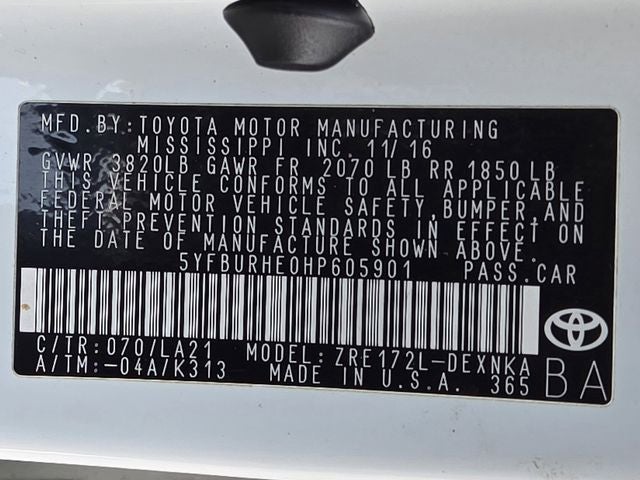 MFD.BY:TOYOTA MOTOR MANUFACTURING
MISSISSIPPI INC. 11/16
GVWR 3820LB GAWR FR 2070 LB RR 1850 LB
THIS VEHICLE CONFORMS TO ALL APPLICABLE
FEDERAL MOTOR VEHICLE SAFETY,BUMPER,AND
THEFT PREVENTION STANDARDS IN EFFECT ON
THE DATE OF MANUFACTURE SHOWN ABOVE.
5YFBURHE0HP605901 PASS.CAR
C/TR:070/LA21 MODEL:ZRE172L-DEXNKA
A/TM:-04A/K313 MADE IN U.S.A. 365
BA